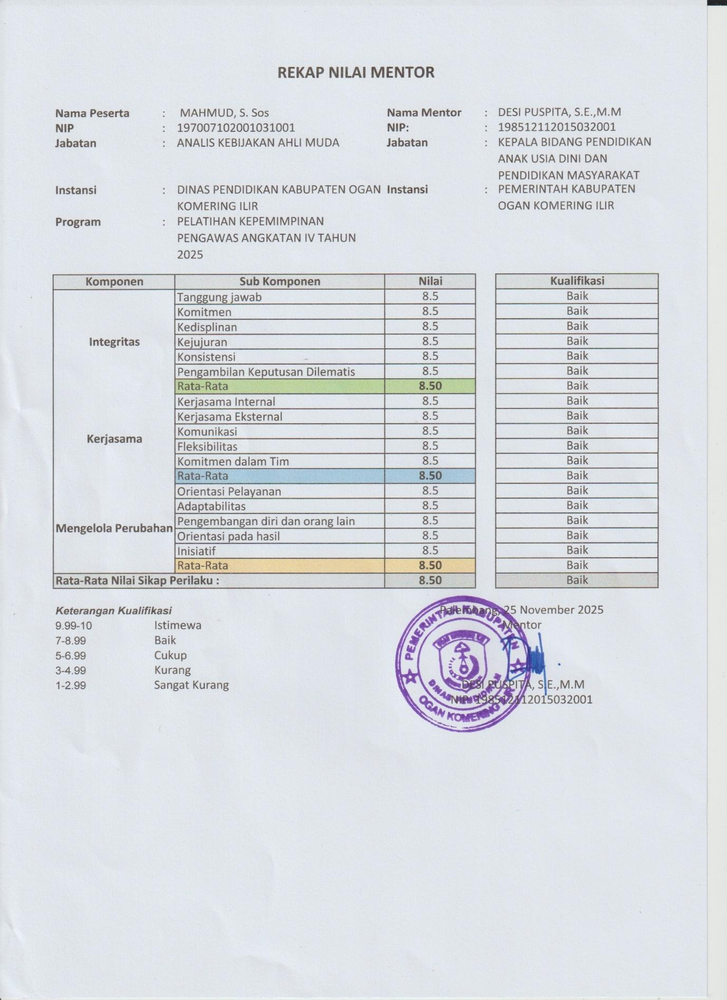 REKAP NILAI MENTOR
Nama Peserta : MAHMUD, S. Sos Nama Mentor : DESI PUSPITA, S.E.,M.M
NIP : 197007102001031001 NIP: : 198512112015032001
Jabatan : ANALIS KEBIJAKAN AHLI MUDA Jabatan : KEPALA BIDANG PENDIDIKAN
ANAK USIA DINI DAN
PENDIDIKAN MASYARAKAT
Instansi : DINAS PENDIDIKAN KABUPATEN OGAN Instansi : PEMERINTAH KABUPATEN
KOMERING ILIR OGAN KOMERING ILIR
Program : PELATIHAN KEPEMIMPINAN
PENGAWAS ANGKATAN IV TAHUN
2025
Komponen Sub Komponen Nilai Kualifikasi
Tanggung jawab 8.5 Baik
Komitmen 8.5 Baik
Kedisplinan 8.5 Baik
Integritas Kejujuran 8.5 Baik
Konsistensi 8.5 Baik
Pengambilan Keputusan Dilematis 8.5 Baik
Rata-Rata 8.50 Baik
Kerjasama Internal 8.5 Baik
Kerjasama Eksternal 8.5 Baik
Kerjasama Komunikasi 8.5 Baik
Fleksibilitas 8.5 Baik
Komitmen dalam Tim 8.5 Baik
Rata-Rata 8.50 Baik
Orientasi Pelayanan 8.5 Baik
Adaptabilitas 8.5 Baik
Mengelola Perubahan Pengembangan diri dan orang lain 8.5 Baik
Orientasi pada hasil 8.5 Baik
Inisiatif 8.5 Baik
Rata-Rata 8.50 Baik
Rata-Rata Nilai Sikap Perilaku : 8.50 Baik
Keterangan Kualifikasi
9.99-10 Istimewa
7-8.99 Baik
5-6.99 Cukup
3-4.99 Kurang
1-2.99 Sangat Kurang
Palembang, 25 November 2025
Mentor
DESI PUSPITA, S.E.,M.M
NIP. 198512112015032001
PEMERINTAH KABUPATEN
DINAS PENDIDIKAN
OGAN KOMERING ILIR